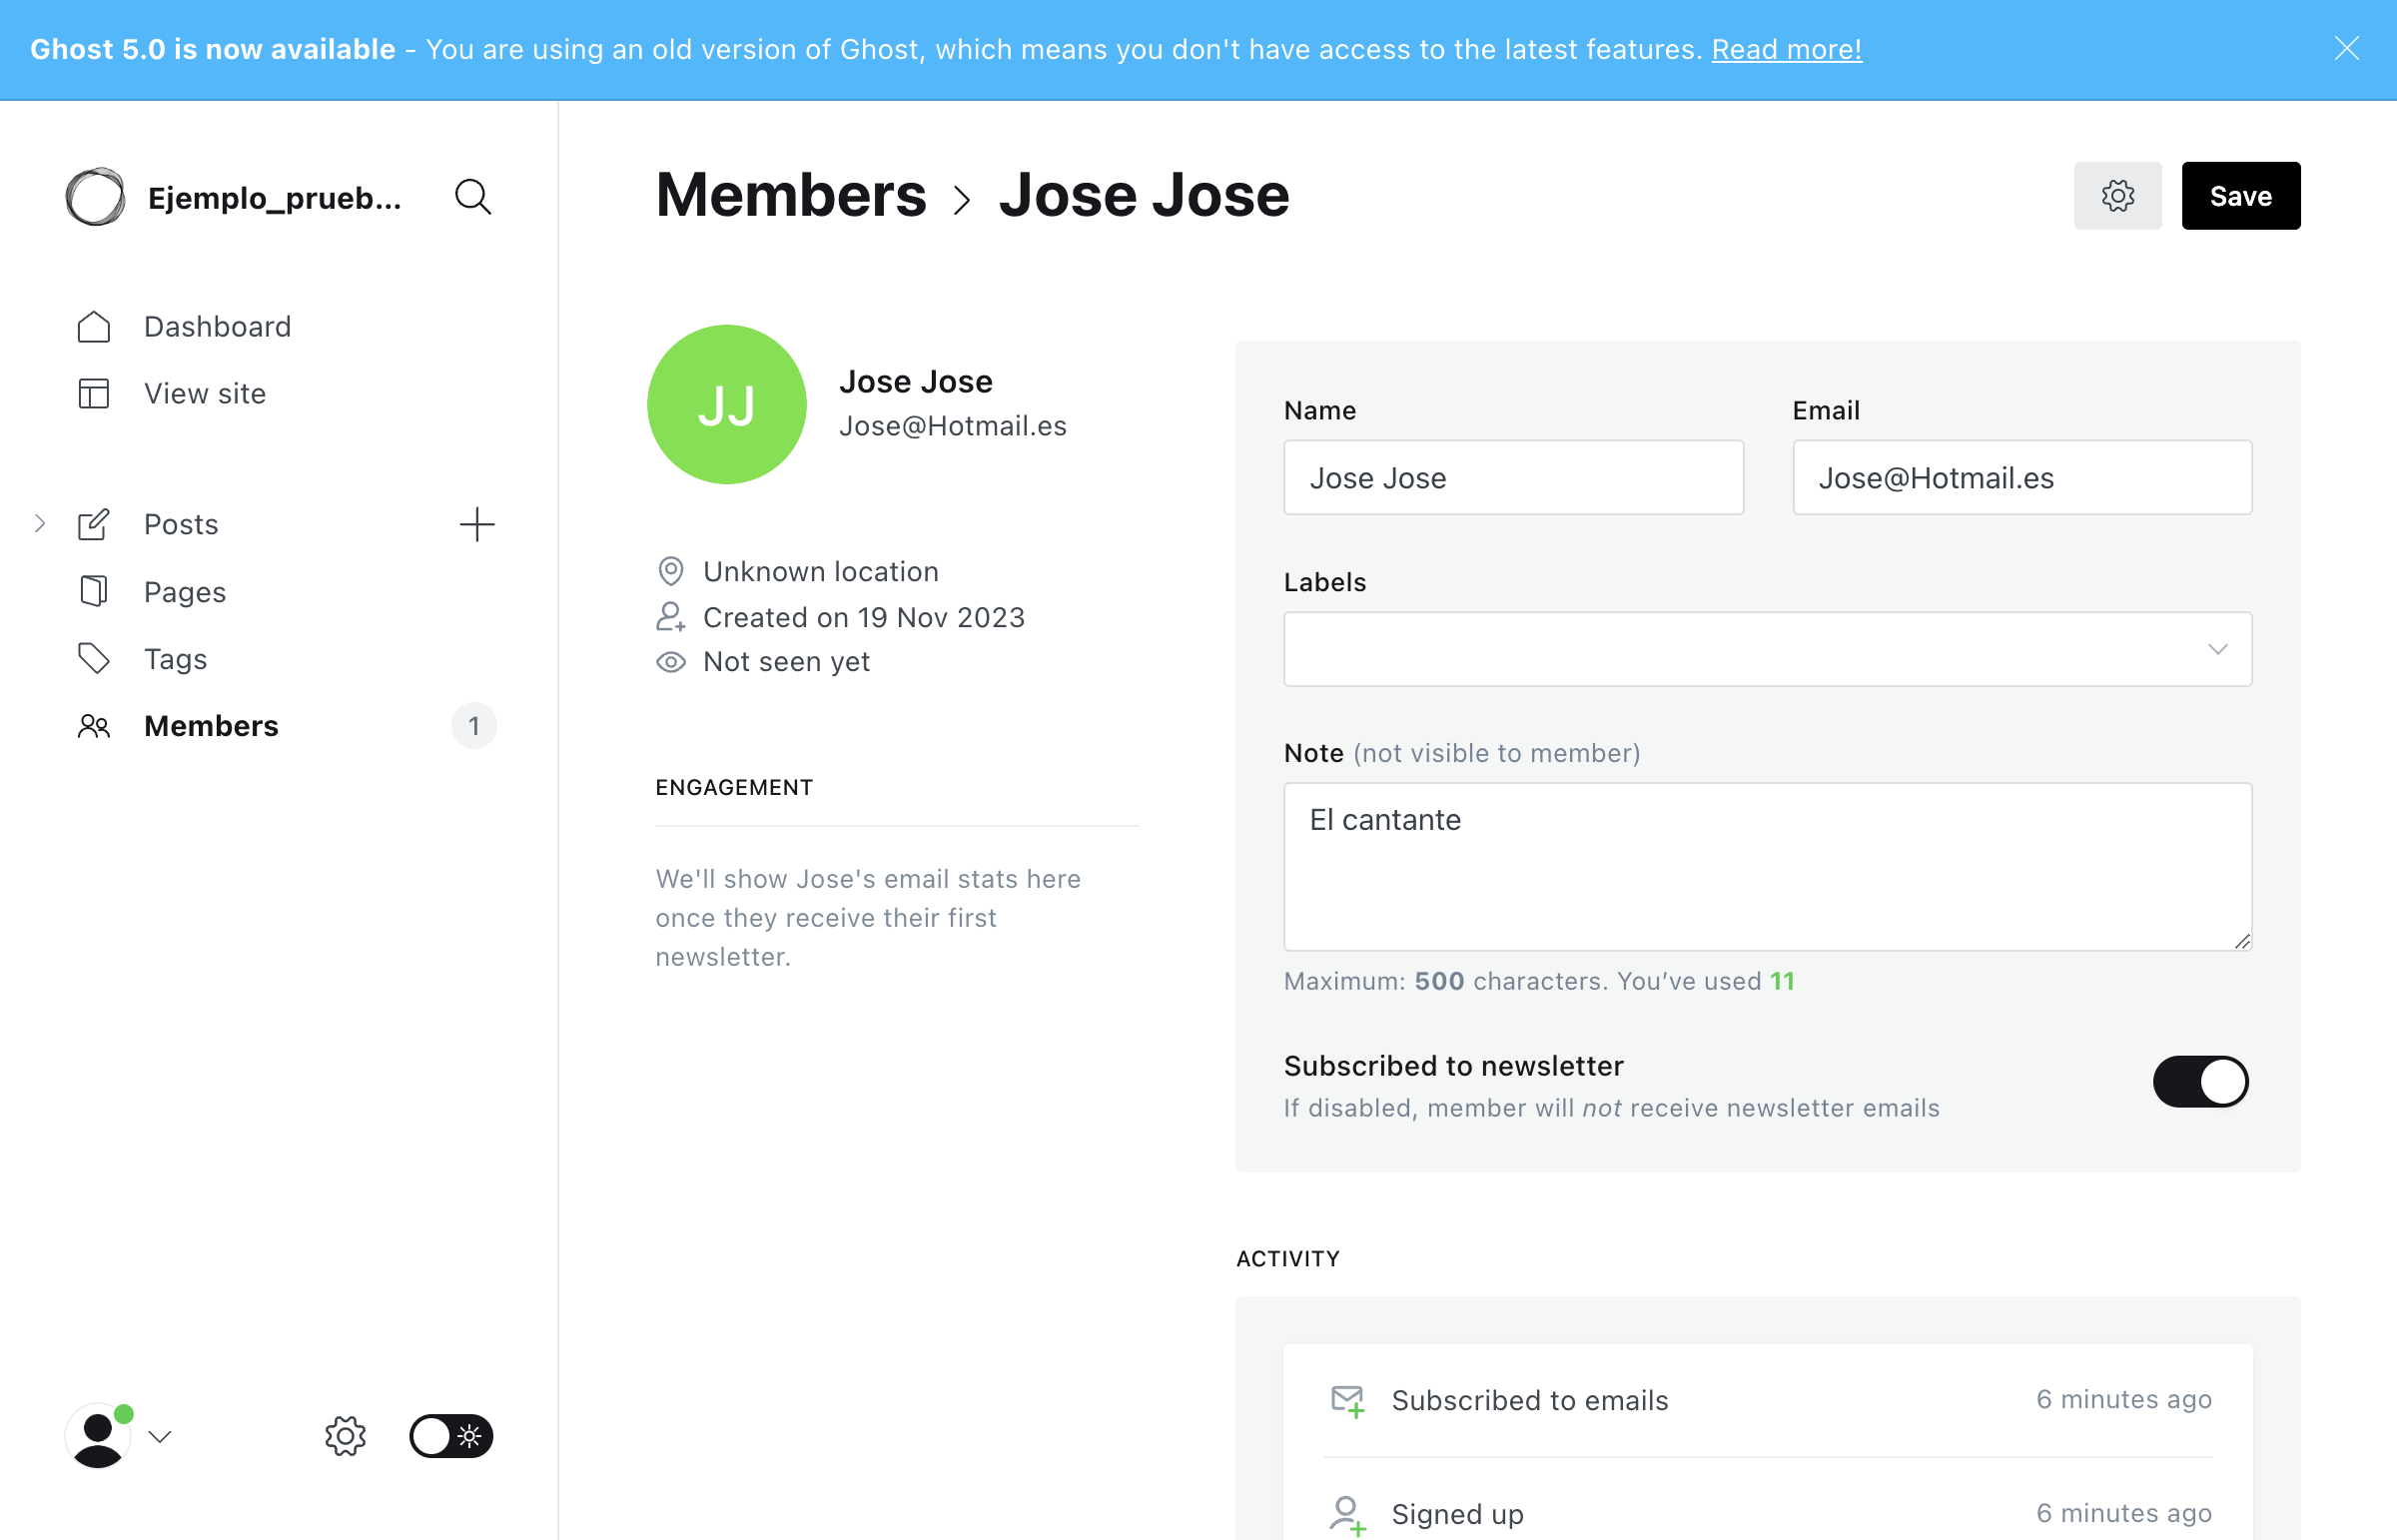 Ghost 5.0 is now available - You are using an old version of Ghost, which means you don't have access to the latest features. Read more!
Ejemplo_prueb...
Dashboard
View site
Posts
Pages
Tags
Members 1
Members > Jose Jose
Save
JJ
Jose Jose
Jose@Hotmail.es
Unknown location
Created on 19 Nov 2023
Not seen yet
ENGAGEMENT
We'll show Jose's email stats here
once they receive their first
newsletter.
Name
Jose Jose
Email
Jose@Hotmail.es
Labels
Note (not visible to member)
El cantante
Maximum: 500 characters. You’ve used 11
Subscribed to newsletter
If disabled, member will not receive newsletter emails
ACTIVITY
Subscribed to emails 6 minutes ago
Signed up 6 minutes ago